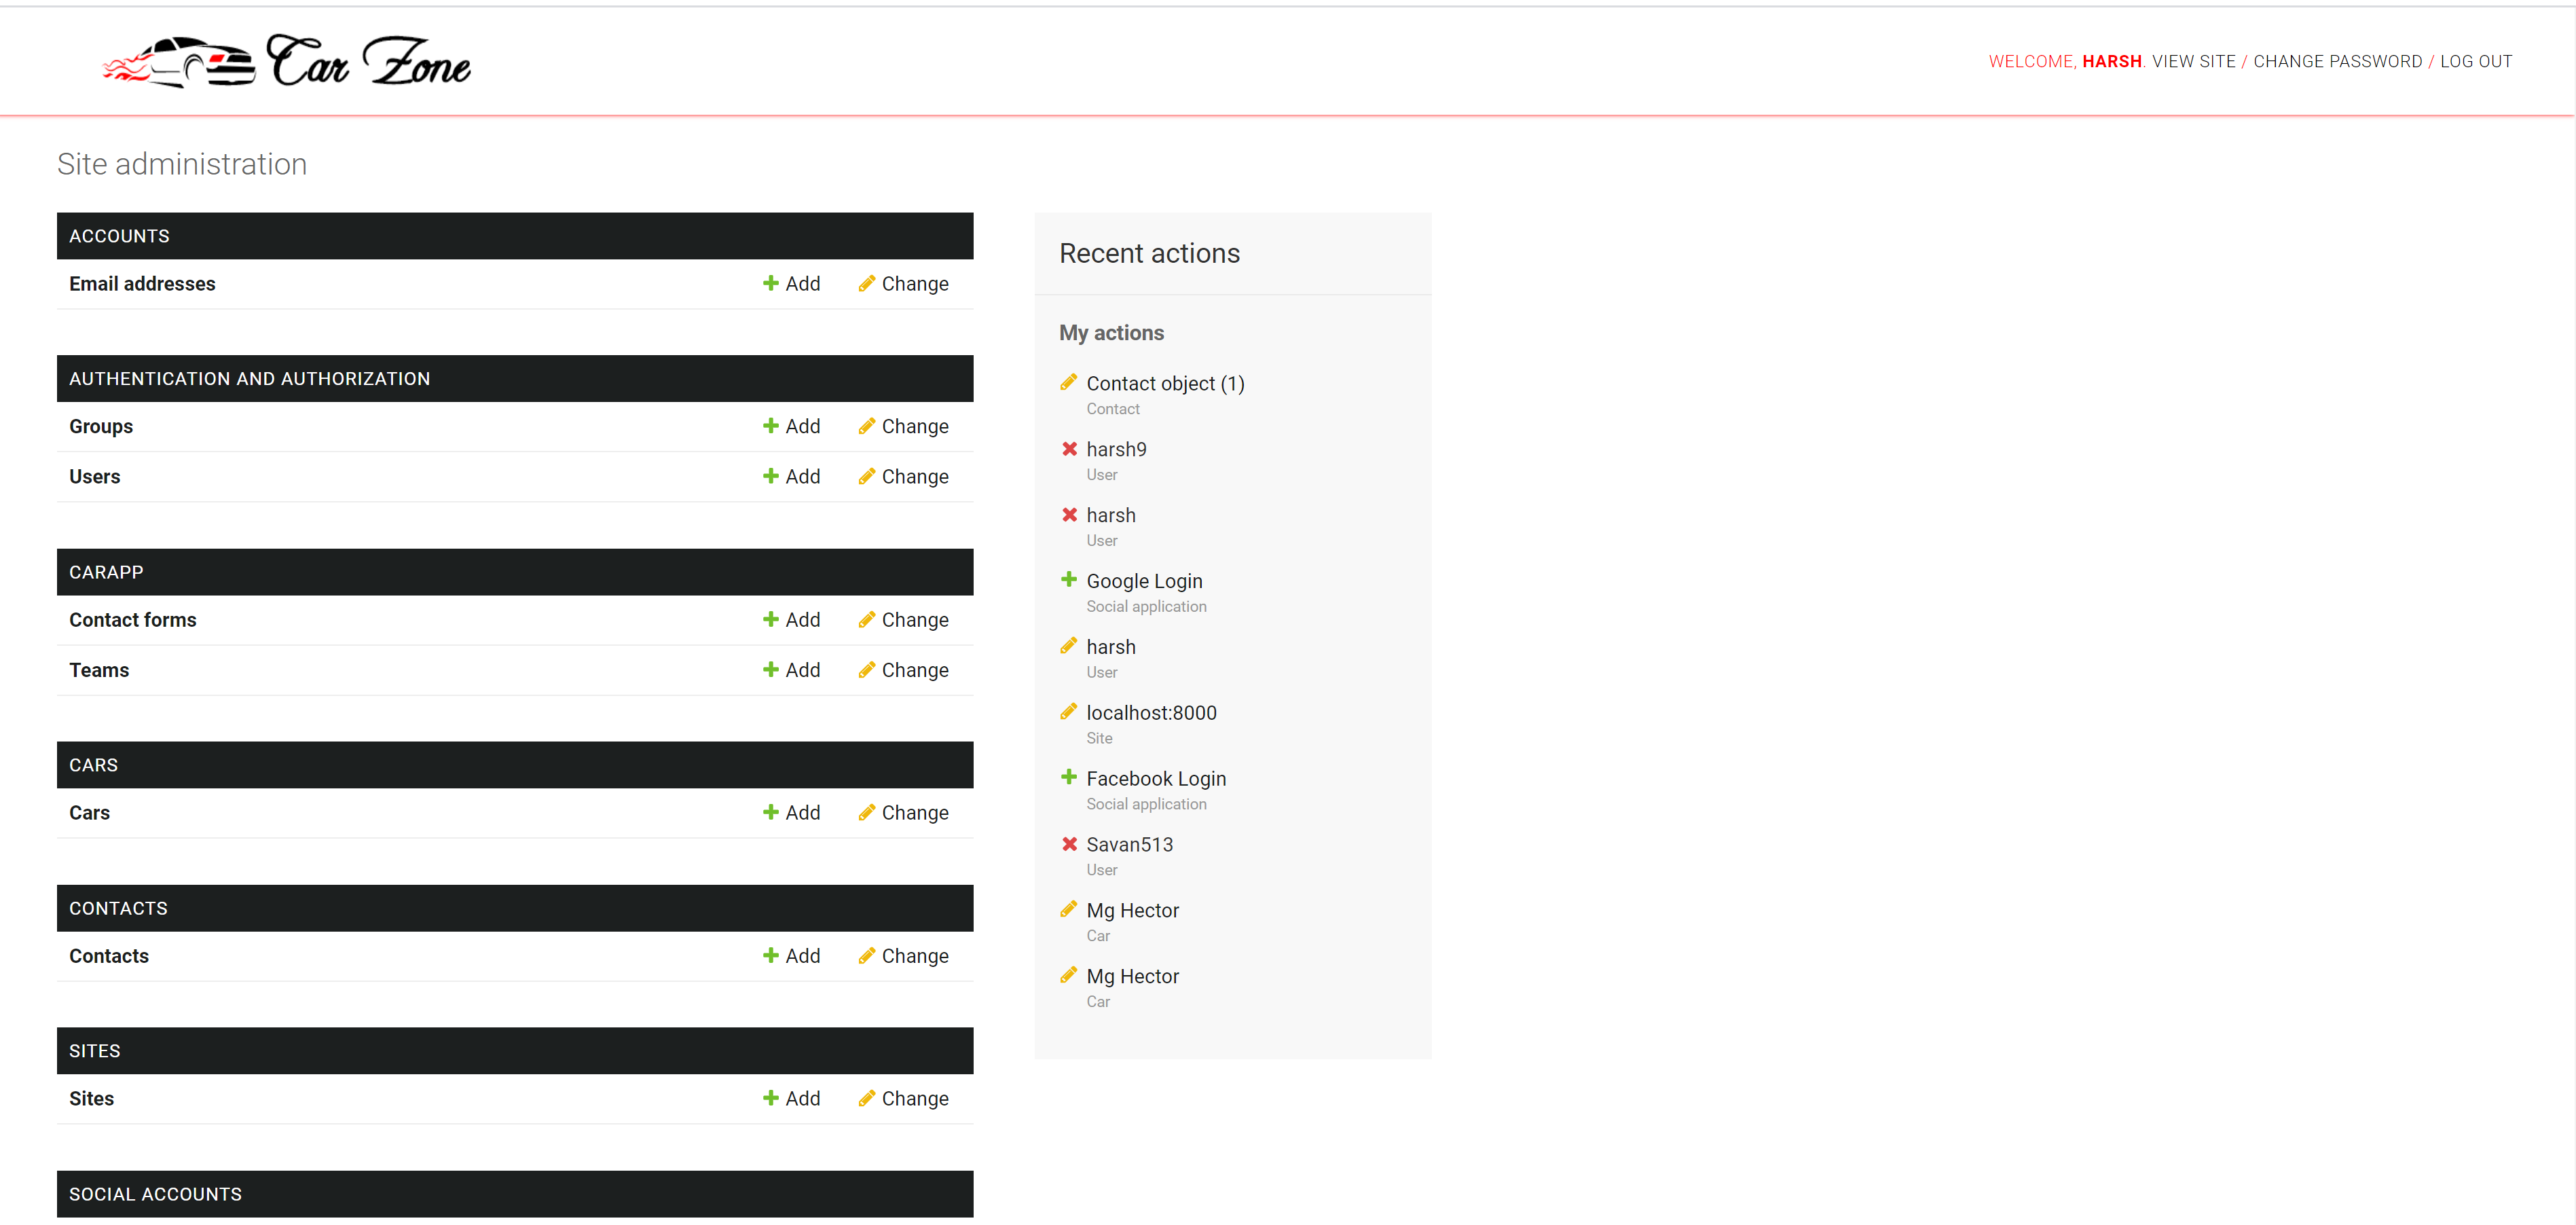 Car Zone
WELCOME, HARSH. VIEW SITE / CHANGE PASSWORD / LOG OUT
Site administration
ACCOUNTS
Email addresses Add Change
AUTHENTICATION AND AUTHORIZATION
Groups Add Change
Users Add Change
CARAPP
Contact forms Add Change
Teams Add Change
CARS
Cars Add Change
CONTACTS
Contacts Add Change
SITES
Sites Add Change
SOCIAL ACCOUNTS
Recent actions
My actions
Contact object (1)
Contact
harsh9
User
harsh
User
Google Login
Social application
harsh
User
localhost:8000
Site
Facebook Login
Social application
Savan513
User
Mg Hector
Car
Mg Hector
Car